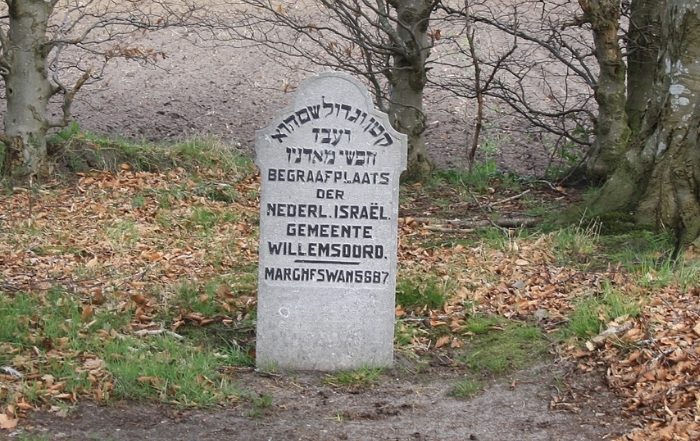 קטן וגדול שם הוא
ועבד
חפשי מאדניו
BEGRAAFPLAATS
DER
NEDERL. ISRAËL.
GEMEENTE
WILLEMSOORD.
MARCHESWAN 5687